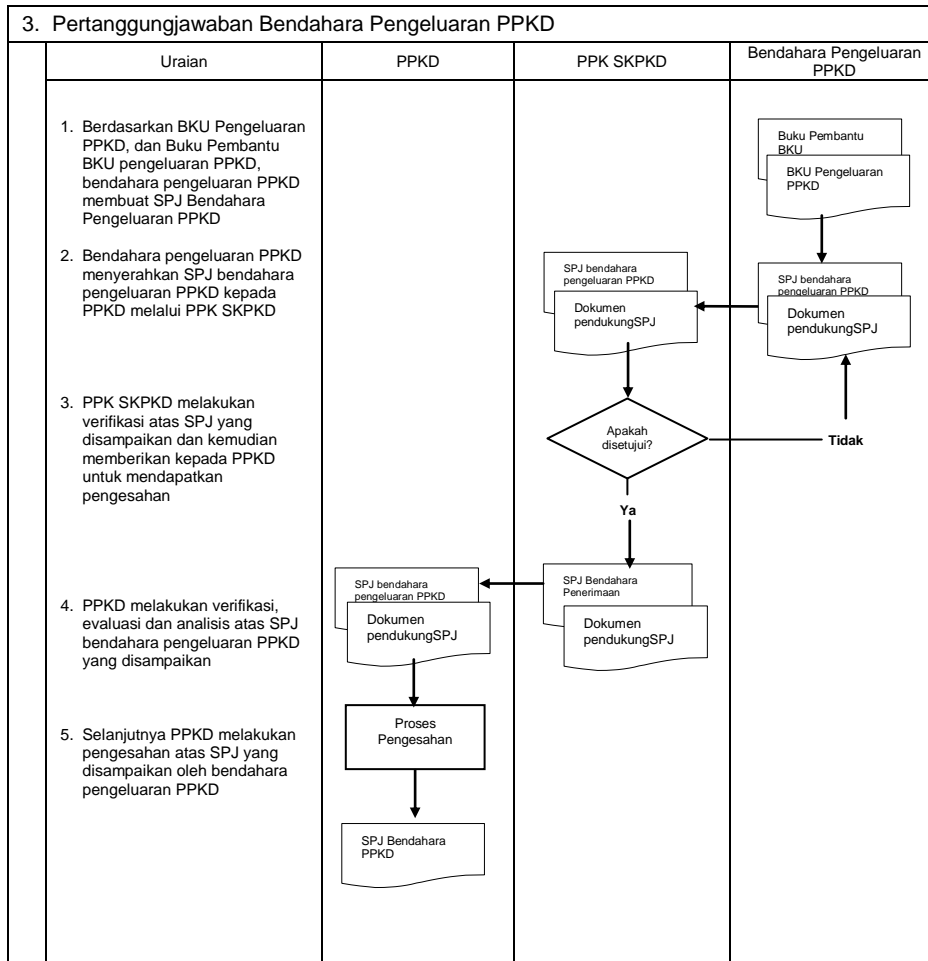 3. Pertanggungjawaban Bendahara Pengeluaran PPKD
Uraian
PPKD
PPK SKPKD
Bendahara Pengeluaran
PPKD
1. Berdasarkan BKU Pengeluaran
PPKD, dan Buku Pembantu
BKU pengeluaran PPKD,
bendahara pengeluaran PPKD
membuat SPJ Bendahara
Pengeluaran PPKD
Buku Pembantu
BKU
BKU Pengeluaran
PPKD
2. Bendahara pengeluaran PPKD
menyerahkan SPJ bendahara
pengeluaran PPKD kepada
PPKD melalui PPK SKPKD
SPJ bendahara
pengeluaran PPKD
Dokumen
pendukungSPJ
SPJ bendahara
pengeluaran PPKD
Dokumen
pendukungSPJ
3. PPK SKPKD melakukan
verifikasi atas SPJ yang
disampaikan dan kemudian
memberikan kepada PPKD
untuk mendapatkan
pengesahan
Apakah
disetujui?
Tidak
Ya
4. PPKD melakukan verifikasi,
evaluasi dan analisis atas SPJ
bendahara pengeluaran PPKD
yang disampaikan
SPJ bendahara
pengeluaran PPKD
Dokumen
pendukungSPJ
SPJ Bendahara
Penerimaan
Dokumen
pendukungSPJ
5. Selanjutnya PPKD melakukan
pengesahan atas SPJ yang
disampaikan oleh bendahara
pengeluaran PPKD
Proses
Pengesahan
SPJ Bendahara
PPKD